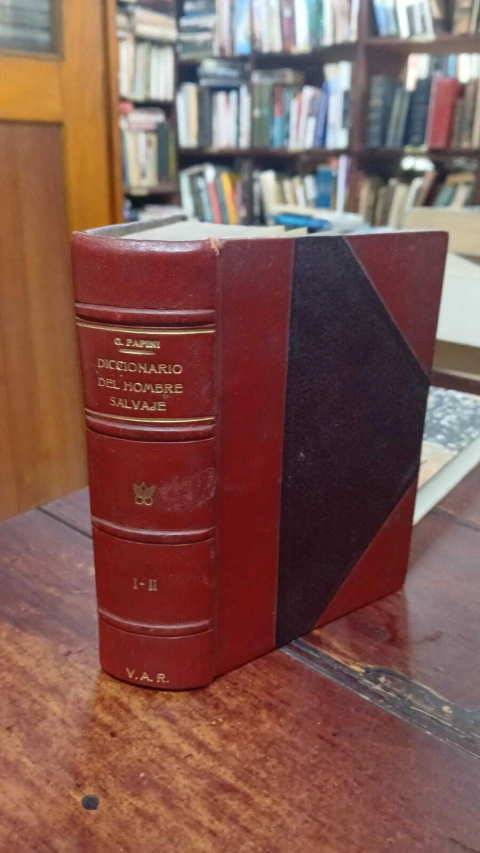 G. PAPINI
DICCIONARIO
DEL HOMBRE
SALVAJE
I-II
V. A. R.